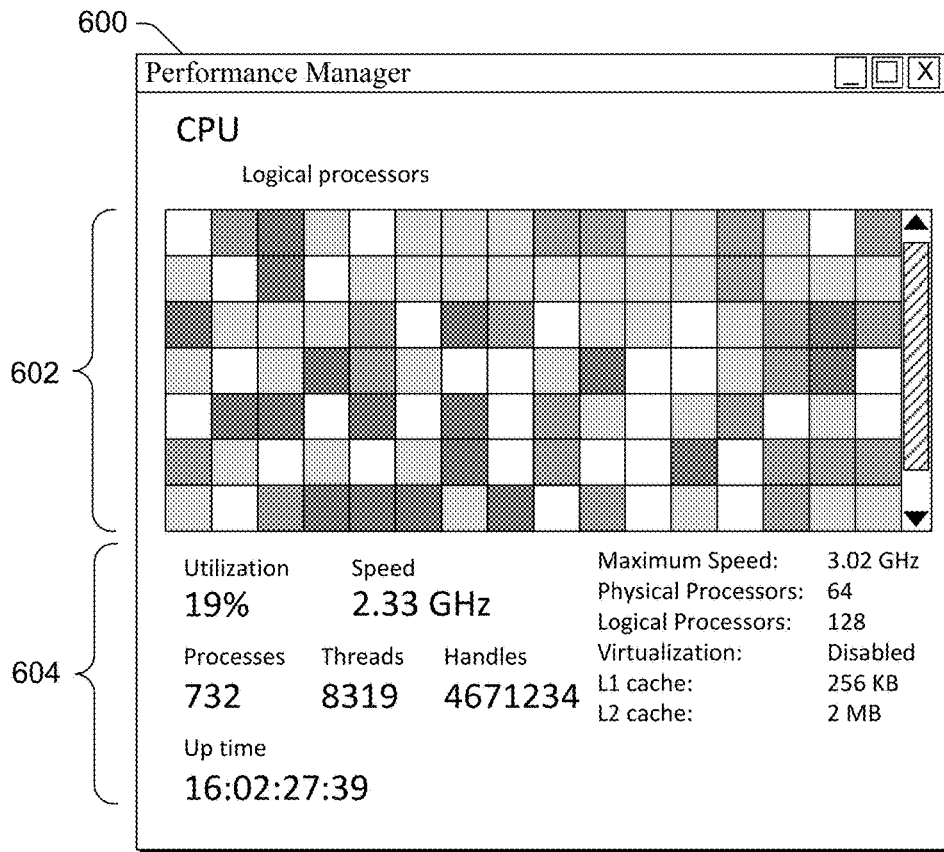 600
Performance Manager
_ X
CPU
Logical processors
602
604
Utilization Speed
19% 2.33 GHz
Processes Threads Handles
732 8319 4671234
Up time
16:02:27:39
Maximum Speed: 3.02 GHz
Physical Processors: 64
Logical Processors: 128
Virtualization: Disabled
L1 cache: 256 KB
L2 cache: 2 MB